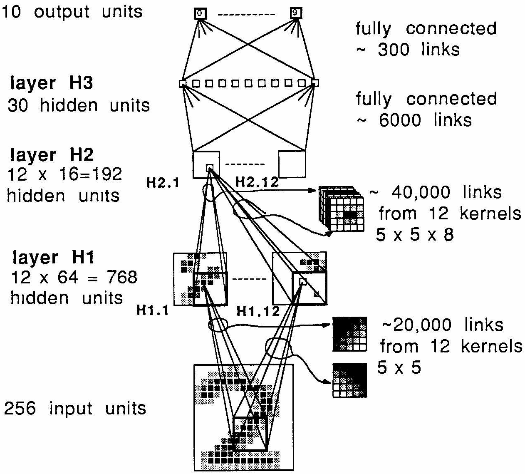 10 output units
fully connected
~ 300 links
layer H3
30 hidden units
fully connected
~ 6000 links
layer H2
12 x 16=192
hidden units
H2.1
H2.12
~ 40,000 links
from 12 kernels
5 x 5 x 8
layer H1
12 x 64 = 768
hidden units
H1.1
H1.12
~20,000 links
from 12 kernels
5 x 5
256 input units